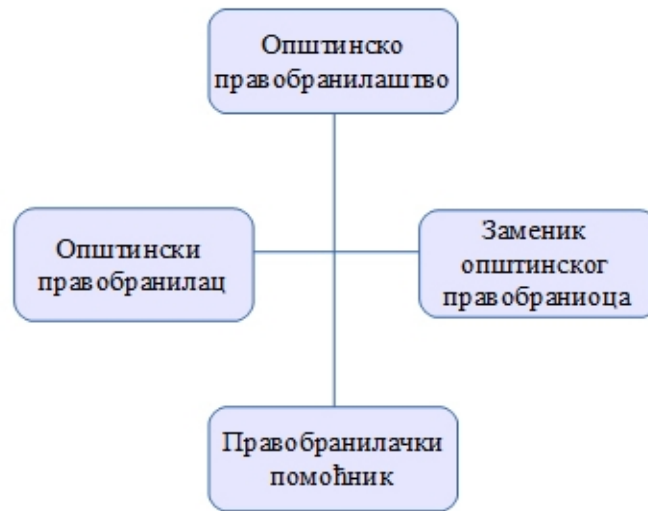 Општинско
правобранилаштво
Општински
правобранилац
Заменик
општинског
правобраниоца
Правобранилачки
помоћник